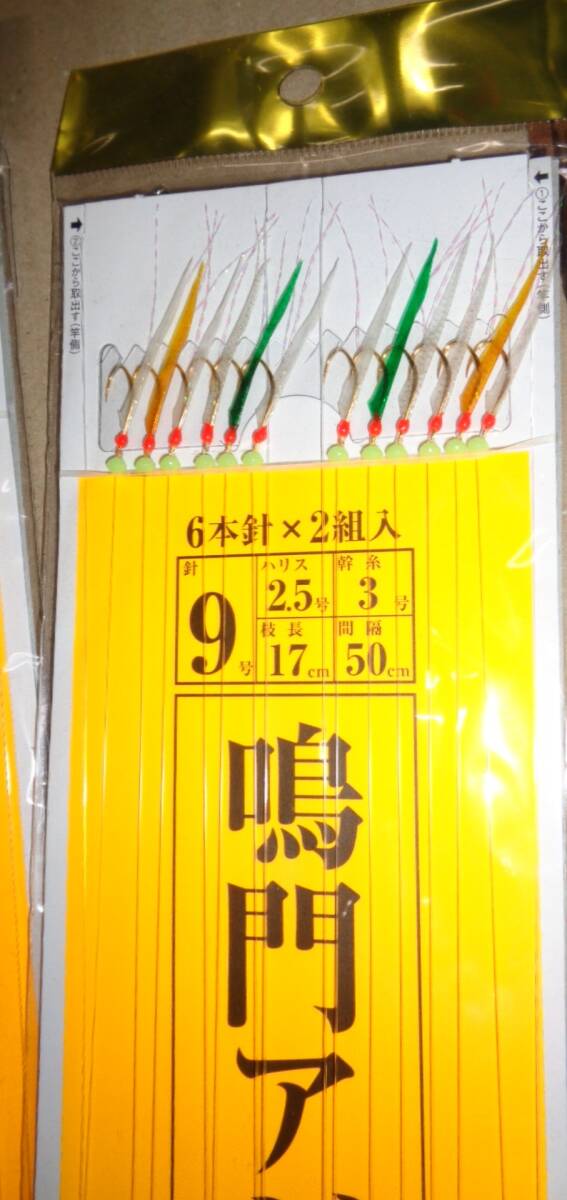 ➡②ここから取出す(竿側)
➡①ここから取出す(竿側)
6本針×2組入
針 9号
ハリス 2.5号
幹糸 3号
枝長 17cm
間隔 50cm
鳴門ア